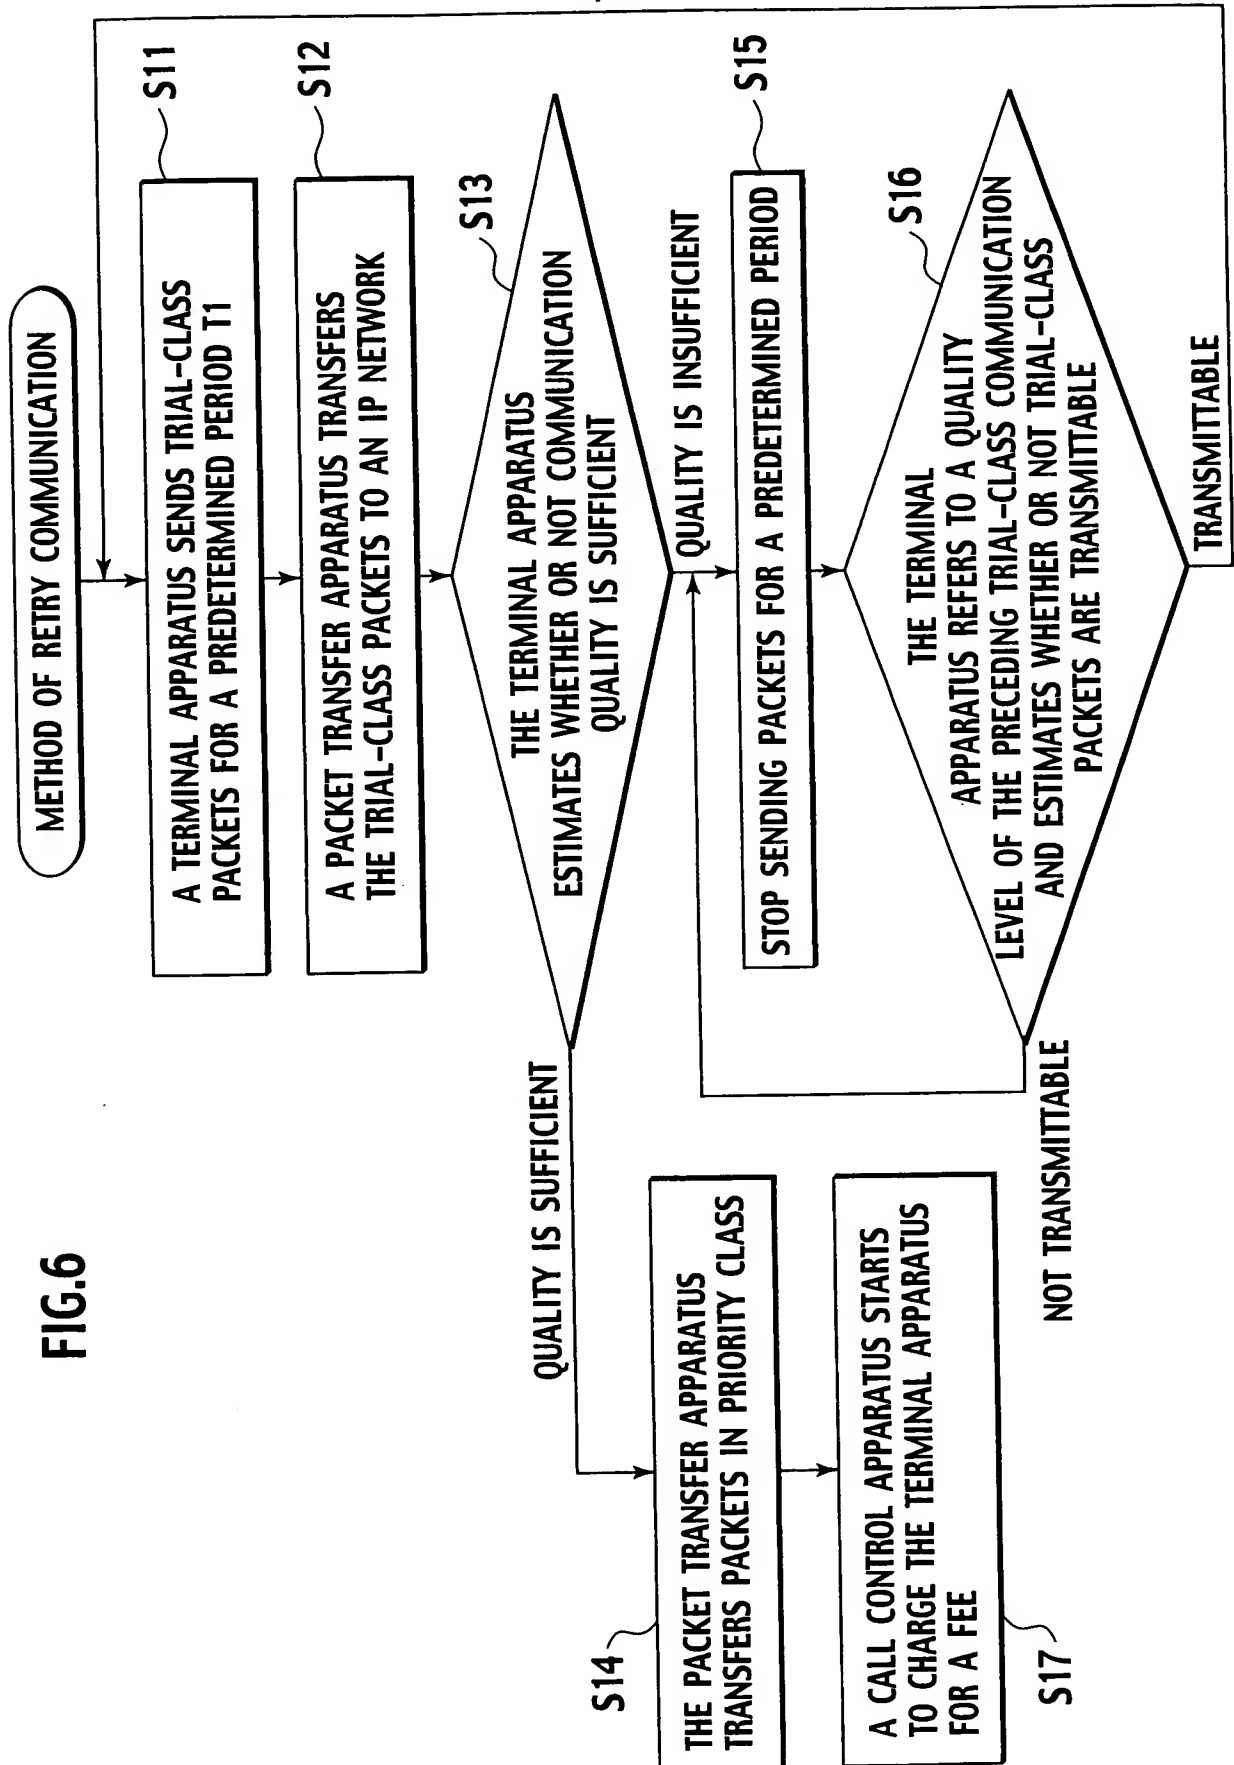 FIG.6
METHOD OF RETRY COMMUNICATION
S11
A TERMINAL APPARATUS SENDS TRIAL-CLASS
PACKETS FOR A PREDETERMINED PERIOD T1
S12
A PACKET TRANSFER APPARATUS TRANSFERS
THE TRIAL-CLASS PACKETS TO AN IP NETWORK
S13
THE TERMINAL APPARATUS
ESTIMATES WHETHER OR NOT COMMUNICATION
QUALITY IS SUFFICIENT
QUALITY IS SUFFICIENT
QUALITY IS INSUFFICIENT
S14
THE PACKET TRANSFER APPARATUS
TRANSFERS PACKETS IN PRIORITY CLASS
S15
STOP SENDING PACKETS FOR A PREDETERMINED PERIOD
S16
THE TERMINAL
APPARATUS REFERS TO A QUALITY
LEVEL OF THE PRECEDING TRIAL-CLASS COMMUNICATION
AND ESTIMATES WHETHER OR NOT TRIAL-CLASS
PACKETS ARE TRANSMITTABLE
A CALL CONTROL APPARATUS STARTS
TO CHARGE THE TERMINAL APPARATUS
FOR A FEE
S17
NOT TRANSMITTABLE
TRANSMITTABLE